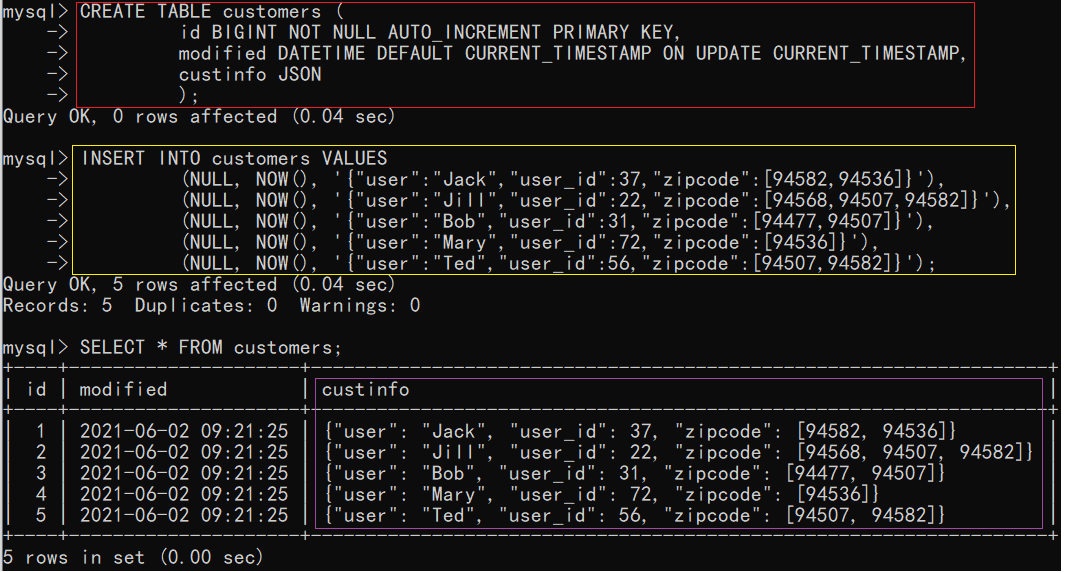 mysql> CREATE TABLE customers (
    ->         id BIGINT NOT NULL AUTO_INCREMENT PRIMARY KEY,
    ->         modified DATETIME DEFAULT CURRENT_TIMESTAMP ON UPDATE CURRENT_TIMESTAMP,
    ->         custinfo JSON
    ->         );
Query OK, 0 rows affected (0.04 sec)
mysql> INSERT INTO customers VALUES
    ->         (NULL, NOW(), '{"user":"Jack","user_id":37,"zipcode":[94582,94536]}'),
    ->         (NULL, NOW(), '{"user":"Jill","user_id":22,"zipcode":[94568,94507,94582]}'),
    ->         (NULL, NOW(), '{"user":"Bob","user_id":31,"zipcode":[94477,94507]}'),
    ->         (NULL, NOW(), '{"user":"Mary","user_id":72,"zipcode":[94536]}'),
    ->         (NULL, NOW(), '{"user":"Ted","user_id":56,"zipcode":[94507,94582]}');
Query OK, 5 rows affected (0.04 sec)
Records: 5  Duplicates: 0  Warnings: 0
mysql> SELECT * FROM customers;
+----+---------------------+-------------------------------------------------------------------+
| id | modified            | custinfo                                                          |
+----+---------------------+-------------------------------------------------------------------+
|  1 | 2021-06-02 09:21:25 | {"user": "Jack", "user_id": 37, "zipcode": [94582, 94536]}        |
|  2 | 2021-06-02 09:21:25 | {"user": "Jill", "user_id": 22, "zipcode": [94568, 94507, 94582]} |
|  3 | 2021-06-02 09:21:25 | {"user": "Bob", "user_id": 31, "zipcode": [94477, 94507]}         |
|  4 | 2021-06-02 09:21:25 | {"user": "Mary", "user_id": 72, "zipcode": [94536]}               |
|  5 | 2021-06-02 09:21:25 | {"user": "Ted", "user_id": 56, "zipcode": [94507, 94582]}         |
+----+---------------------+-------------------------------------------------------------------+
5 rows in set (0.00 sec)